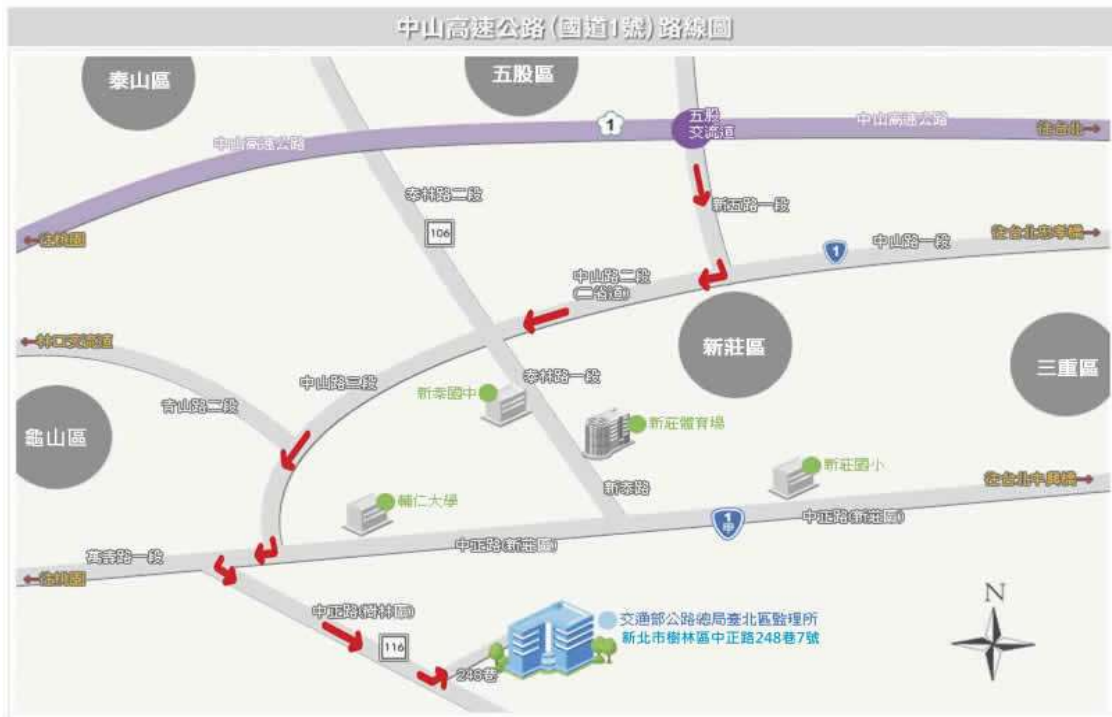 中山高速公路(國道1號)路線圖
泰山區
五股區
1
五股
交流道
中山高速公路
往台北→
中山高速公路
泰林路二段
新五路一段
106
←往桃園
中山路一段
往台北忠孝橋→
1
中山路二段
(二省道)
←林口交流道
新莊區
三重區
中山路三段
泰林路一段
新泰國中
青山路二段
新莊體育場
龜山區
新莊國小
新泰路
往台北中興橋→
輔仁大學
1
甲
中正路(新莊區)
中正路(新莊區)
萬壽路一段
←往桃園
中正路(樹林區)
116
248巷
交通部公路總局臺北區監理所
新北市樹林區中正路248巷7號
N